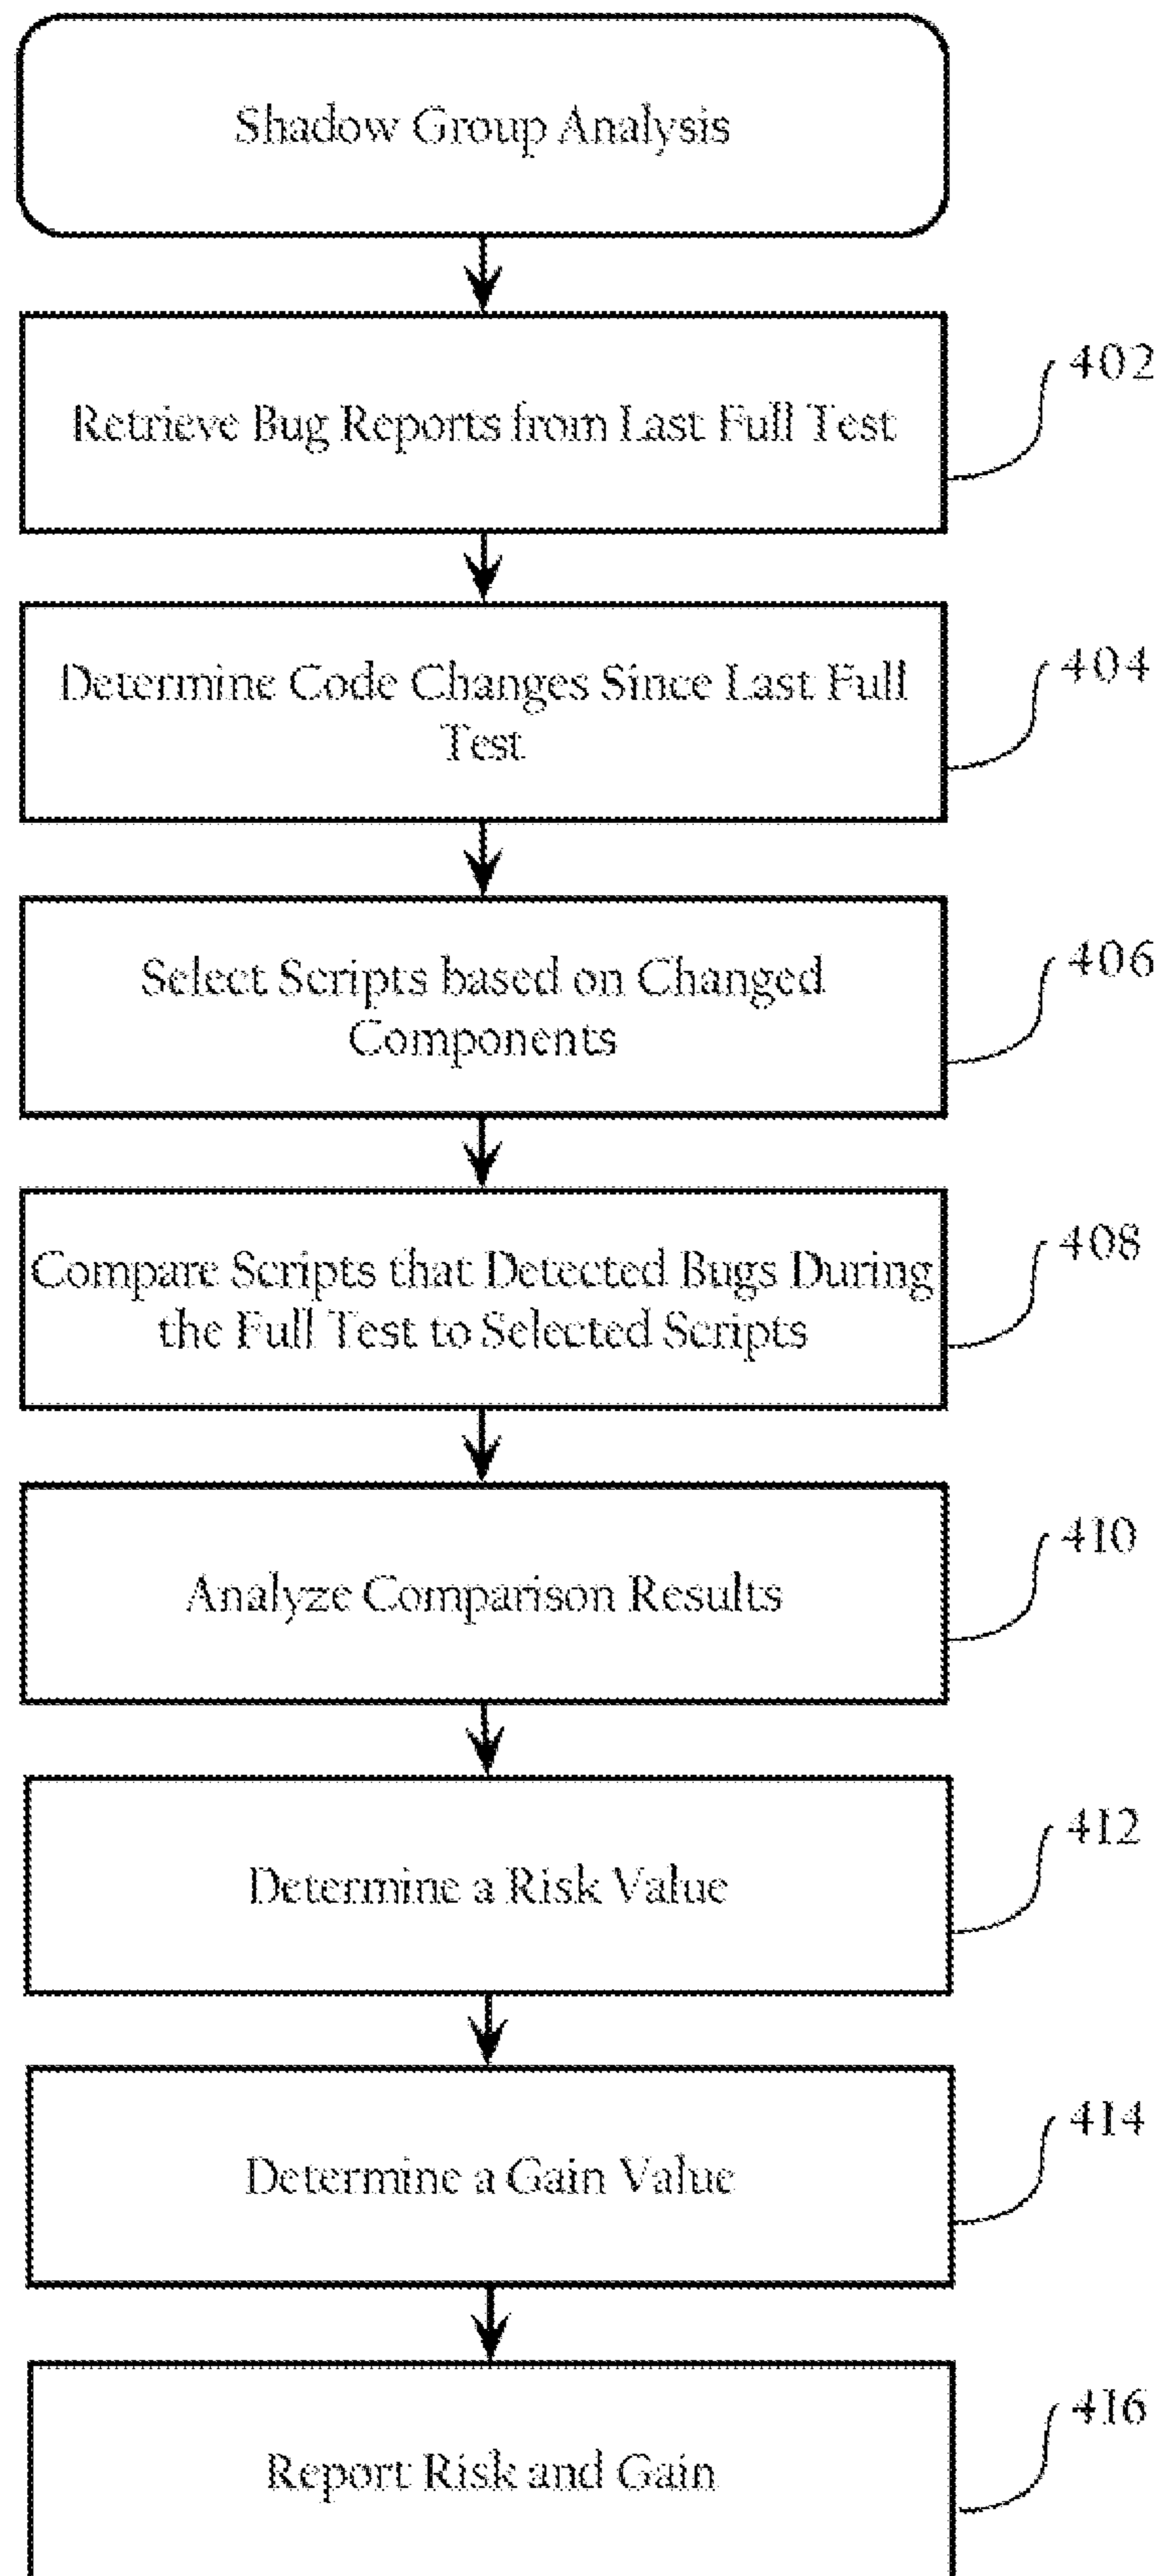 Shadow Group Analysis
Retrieve Bug Reports from Last Full Test
402
Determine Code Changes Since Last Full
Test
404
Select Scripts based on Changed
Components
406
Compare Scripts that Detected Bugs During
the Full Test to Selected Scripts
408
Analyze Comparison Results
410
Determine a Risk Value
412
Determine a Gain Value
414
Report Risk and Gain
416